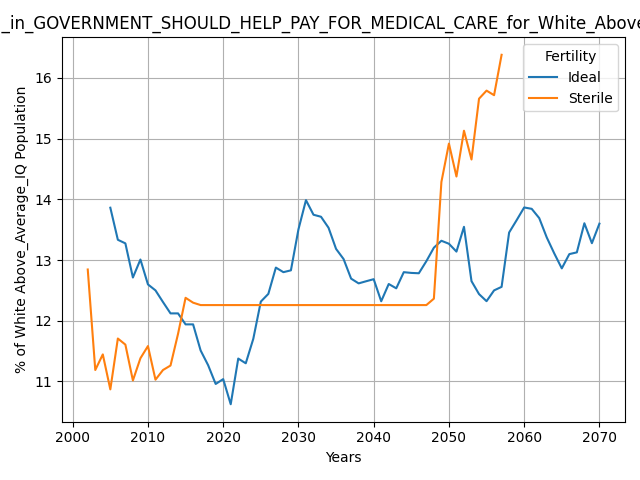 _in_GOVERNMENT_SHOULD_HELP_PAY_FOR_MEDICAL_CARE_for_White_Above
% of White Above_Average_IQ Population
16
15
14
13
12
11
2000
2010
2020
2030
2040
2050
2060
2070
Years
Fertility
Ideal
Sterile